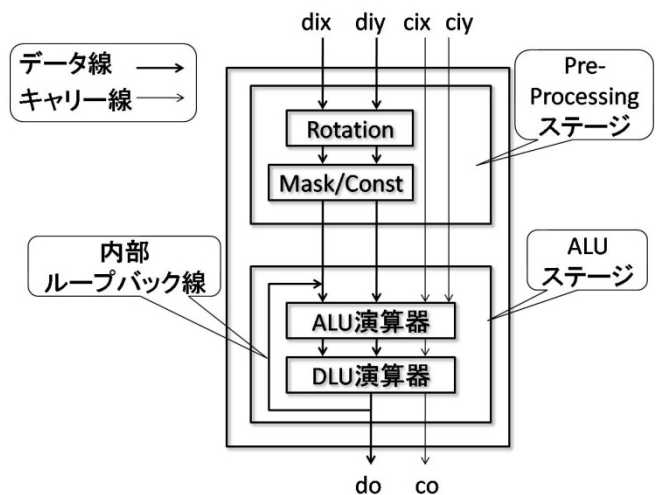 dix diy cix ciy
データ線
キャリー線
Pre-
Processing
ステージ
Rotation
Mask/Const
内部
ループバック線
ALU
ステージ
ALU演算器
DLU演算器
do co